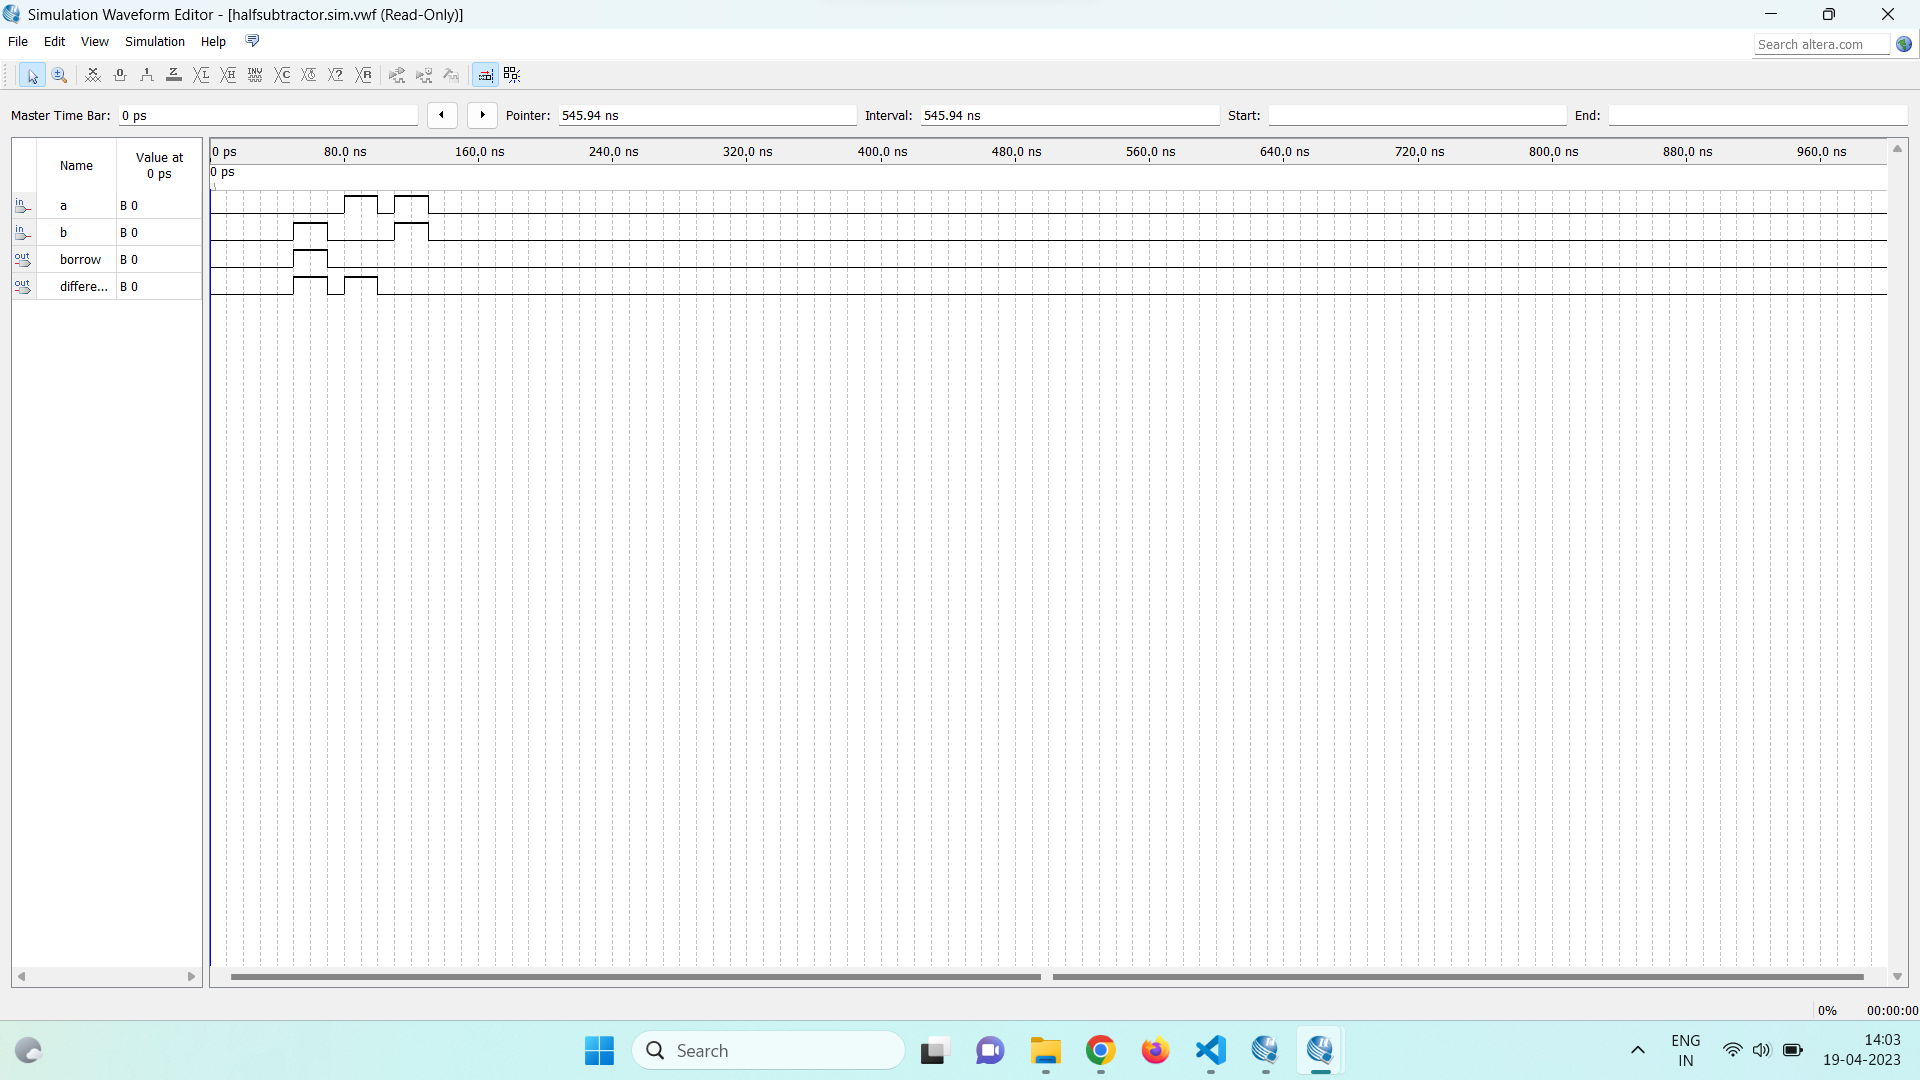 Simulation Waveform Editor - [halfsubtractor.sim.vwf (Read-Only)]
File Edit View Simulation Help
Search altera.com
Master Time Bar: 0 ps Pointer: 545.94 ns Interval: 545.94 ns Start: End:
Name Value at 0 ps
0 ps 80.0 ns 160.0 ns 240.0 ns 320.0 ns 400.0 ns 480.0 ns 560.0 ns 640.0 ns 720.0 ns 800.0 ns 880.0 ns 960.0 ns
0 ps
in a B 0
in b B 0
out borrow B 0
out differe... B 0
0% 00:00:00
Search
ENG
IN
14:03
19-04-2023